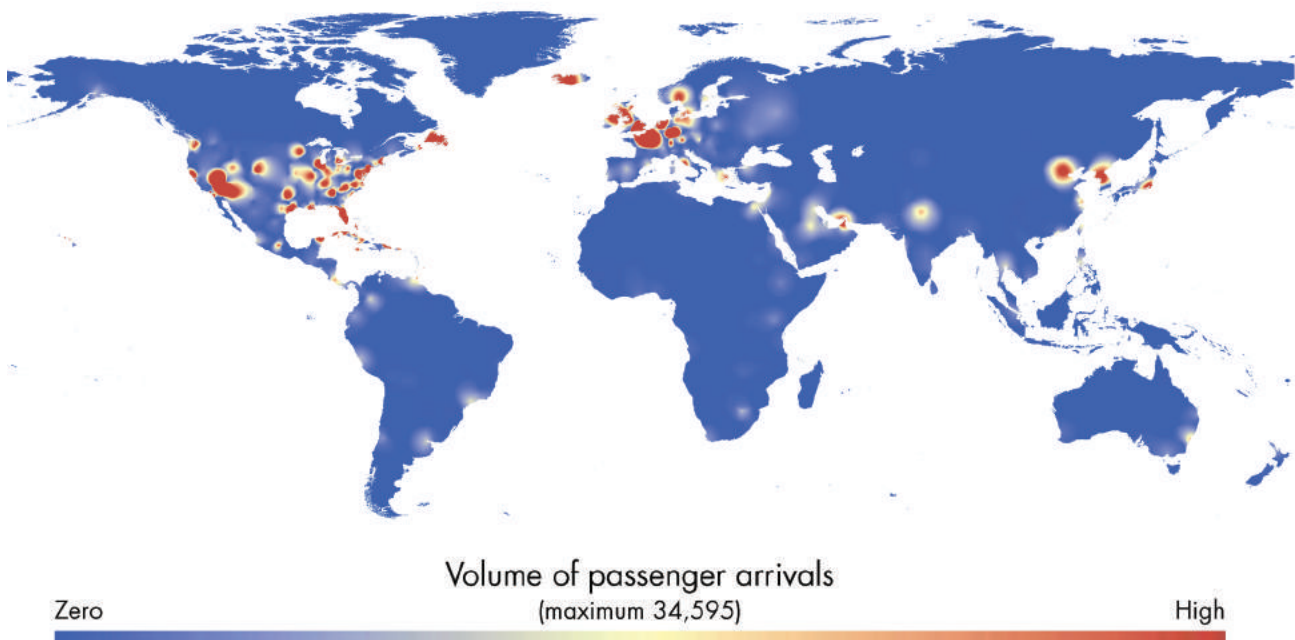 Volume of passenger arrivals
Zero (maximum 34,595) High